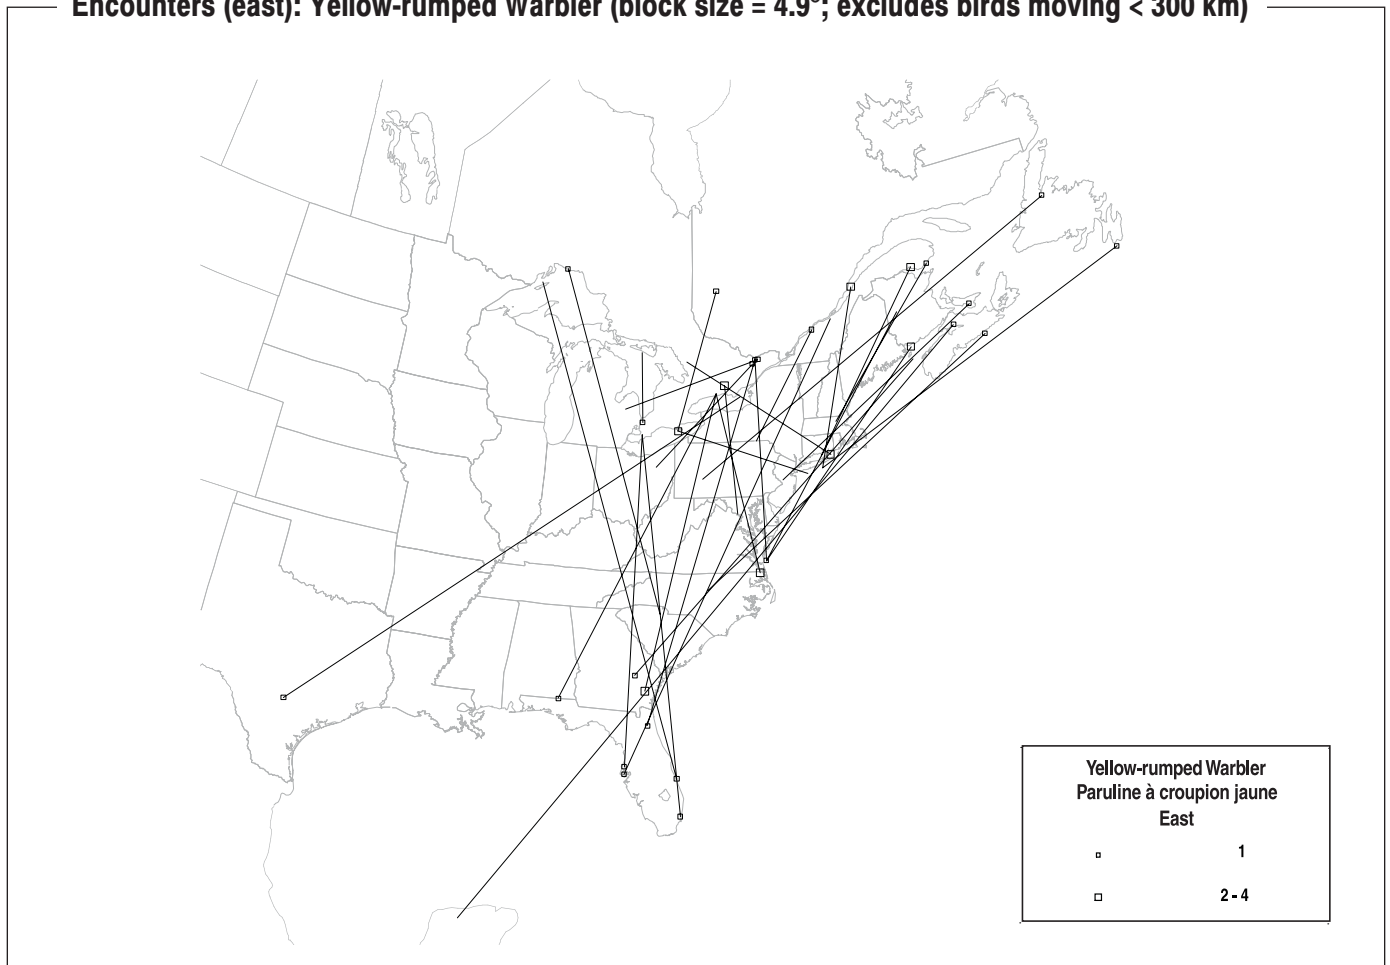 Encounters (east): Yellow-rumped Warbler (block size = 4.9°; excludes birds moving < 300 km)
Yellow-rumped Warbler
Paruline à croupion jaune
East
1
2 - 4